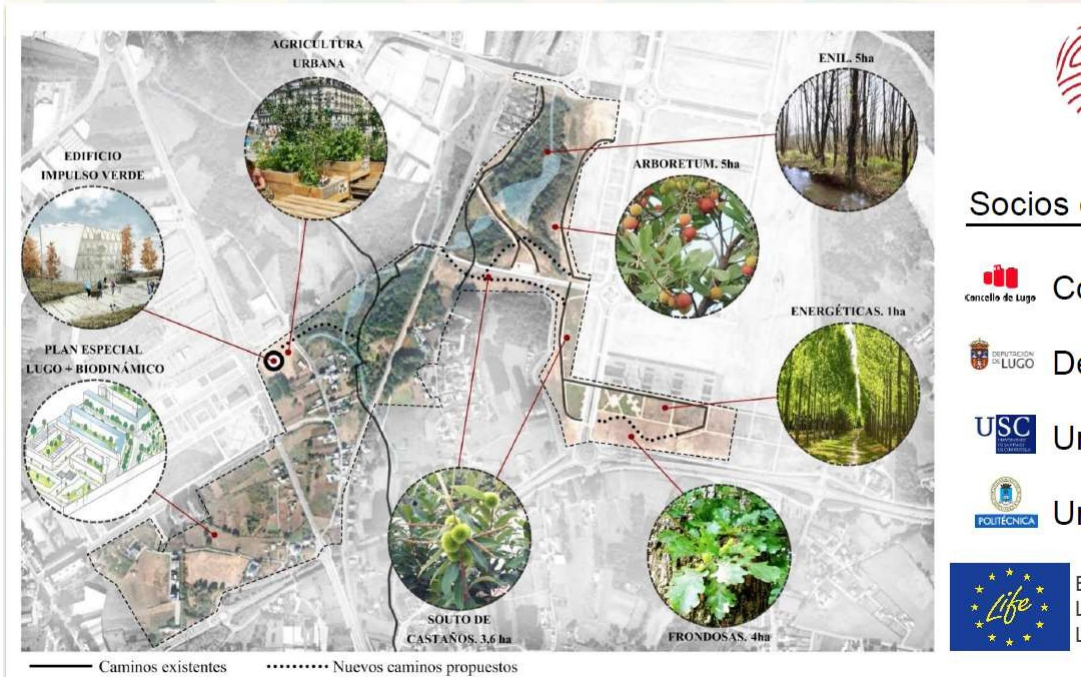 AGRICULTURA
URBANA
ENIL. 5ha
EDIFICIO
IMPULSO VERDE
ARBORETUM. 5ha
ENERGÉTICAS. 1ha
PLAN ESPECIAL
LUGO + BIODINÁMICO
SOUTO DE
CASTAÑOS. 3,6 ha
FRONDOSAS. 4ha
Caminos existentes
Nuevos caminos propuestos
Socios
Concello de Lugo
Co
DEPUTACIÓN
DE LUGO
De
USC
Un
POLITÉCNICA
Un
Life